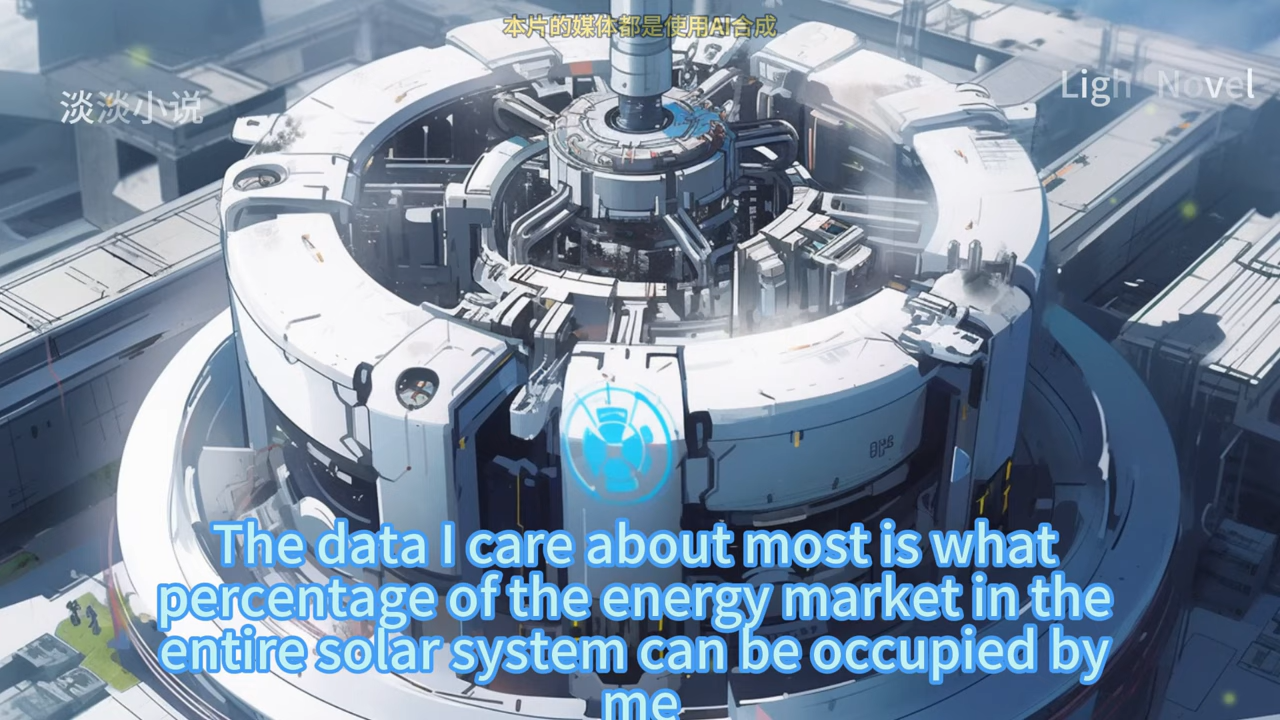 本片的媒体都是使用AI合成
淡淡小说
Ligh Novel
The data I care about most is what
percentage of the energy market in the
entire solar system can be occupied by
me